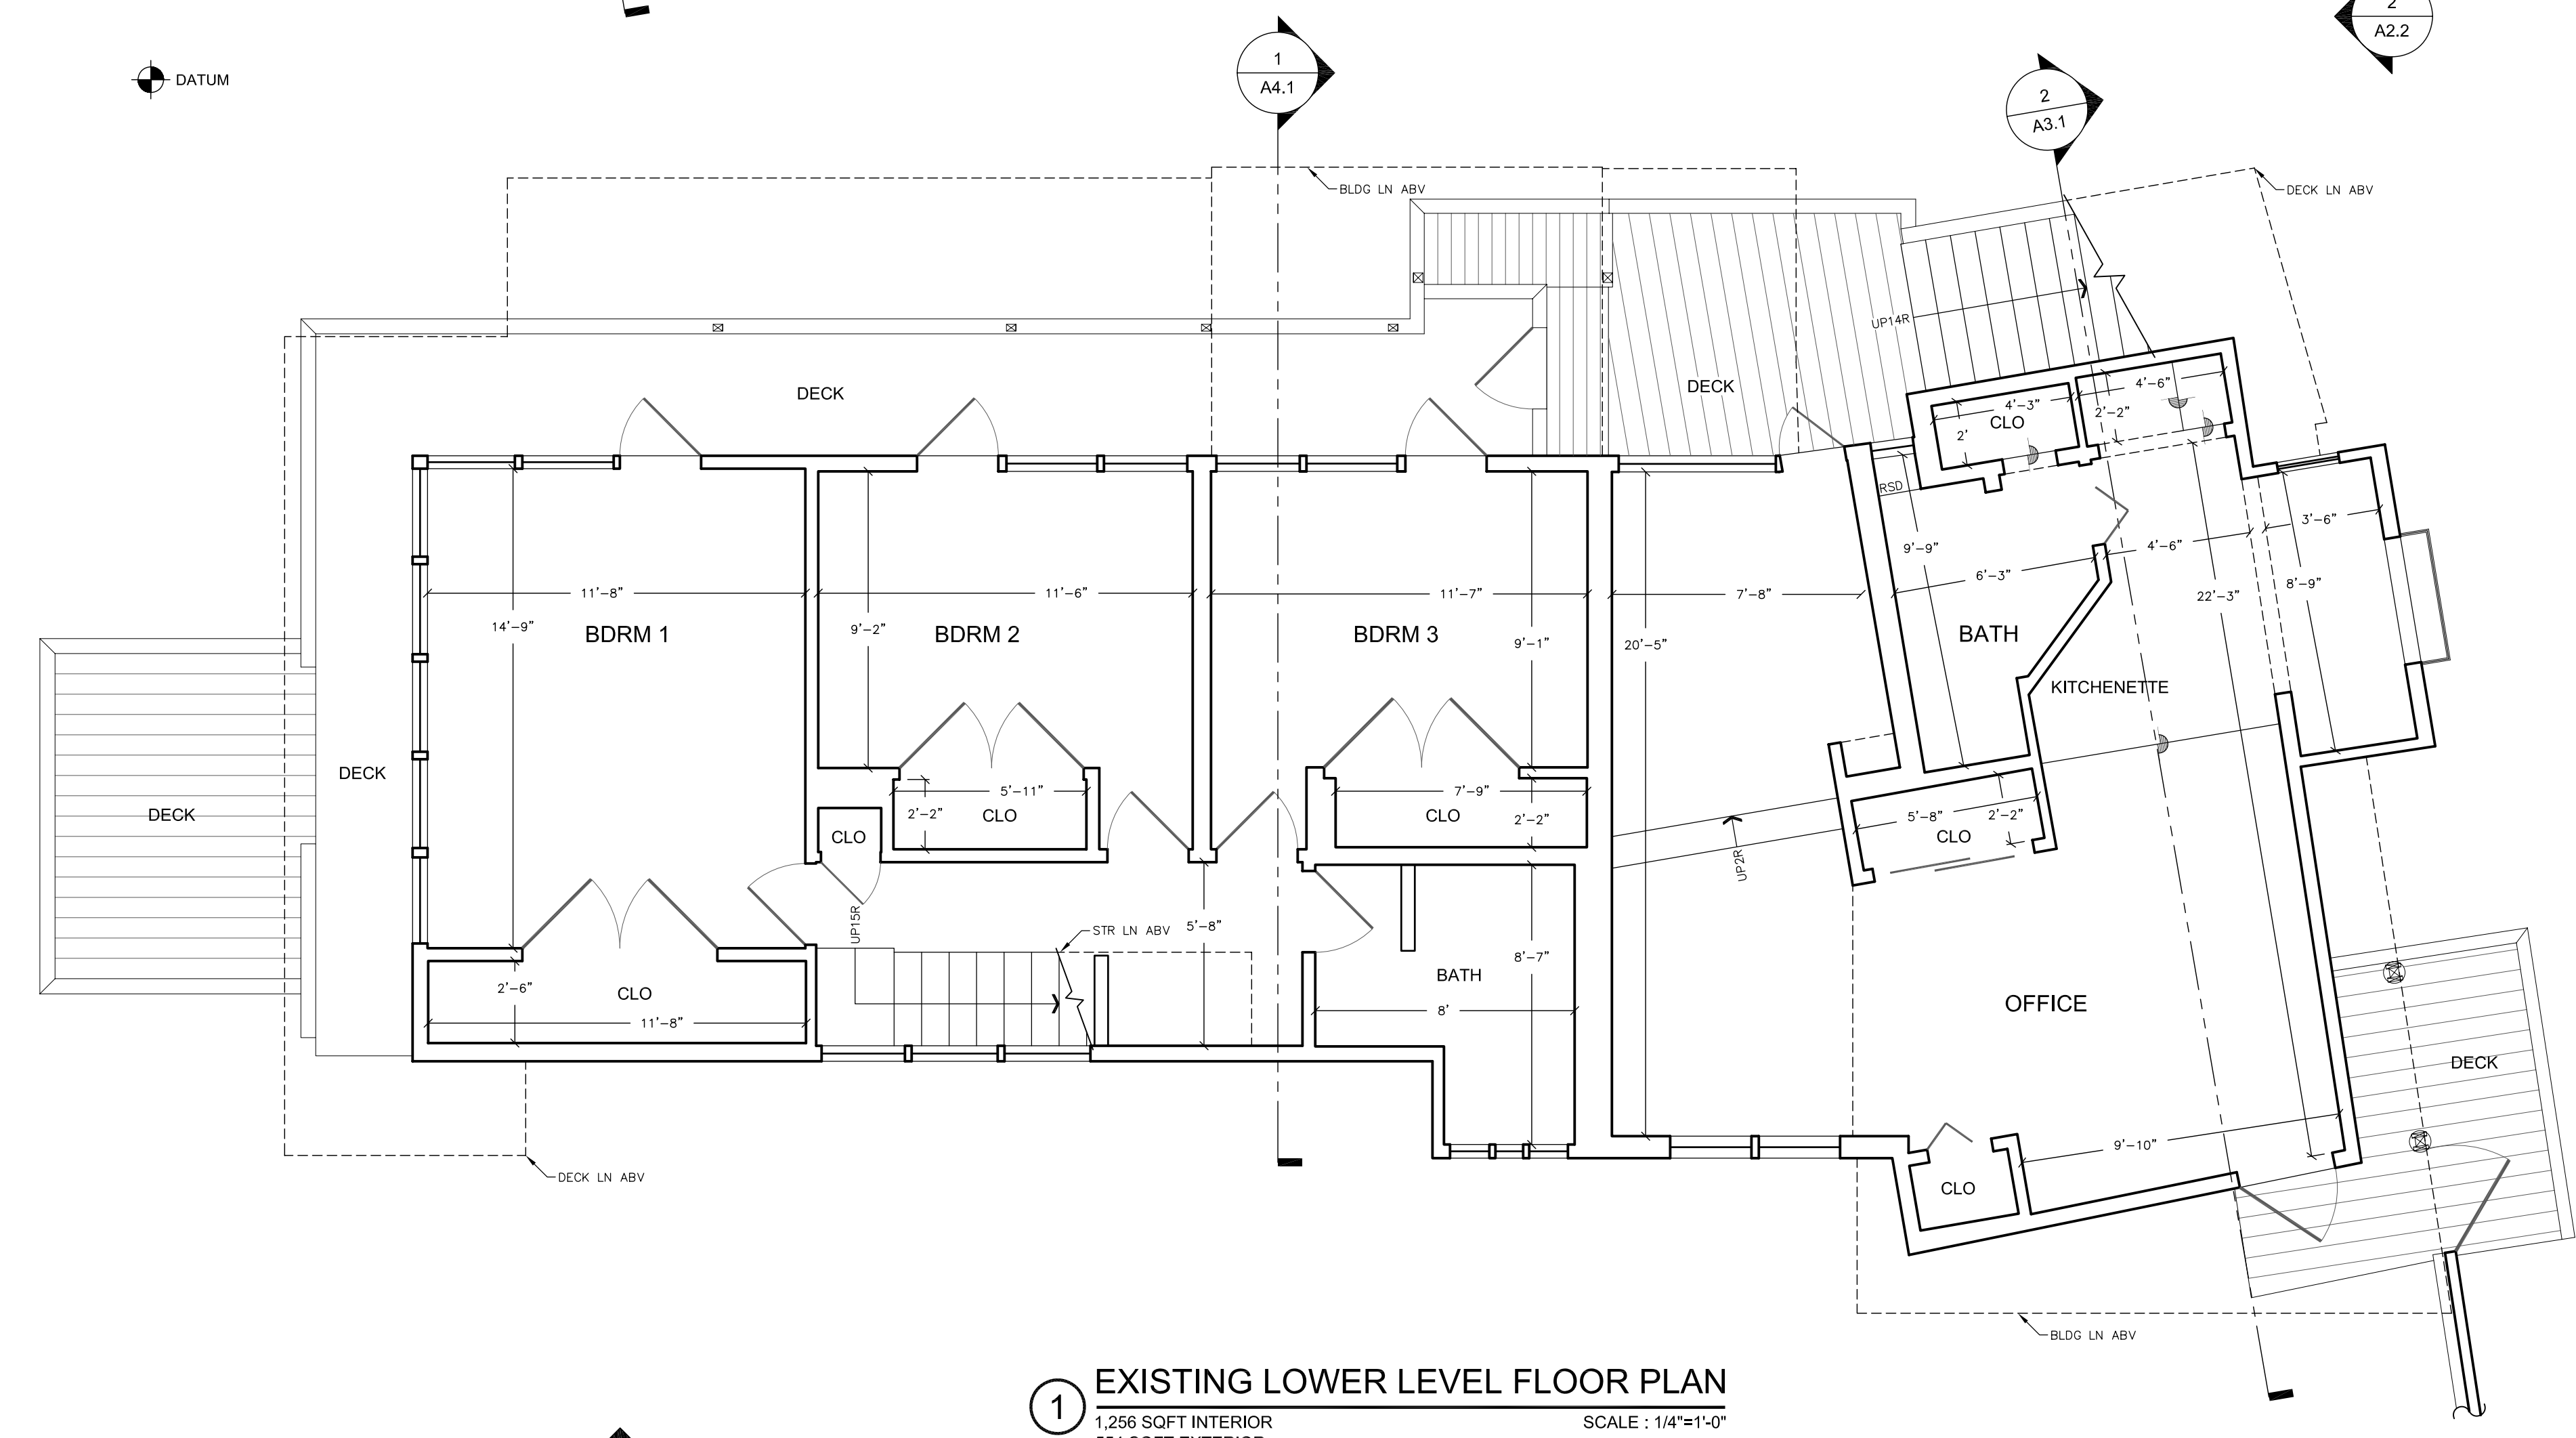 2
A2.2
1
A4.1
DATUM
2
A3.1
BLDG LN ABV
DECK LN ABV
UP14R
DECK
DECK
4'-6"
4'-3"
2'-2"
CLO
2'
RSD
3'-6"
9'-9"
4'-6"
6'-3"
8'-9"
11'-8"
11'-6"
11'-7"
7'-8"
22'-3"
14'-9"
9'-2"
9'-1"
20'-5"
BDRM 1
BDRM 2
BDRM 3
BATH
KITCHENETTE
DECK
DECK
5'-11"
7'-9"
2'-2"
CLO
CLO
2'-2"
CLO
5'-8"
2'-2"
CLO
UP2R
UP15R
STR LN ABV
5'-8"
8'-7"
BATH
2'-6"
CLO
11'-8"
8'
OFFICE
DECK
9'-10"
DECK LN ABV
CLO
BLDG LN ABV
1
EXISTING LOWER LEVEL FLOOR PLAN
1,256 SQFT INTERIOR
SCALE : 1/4"=1'-0"